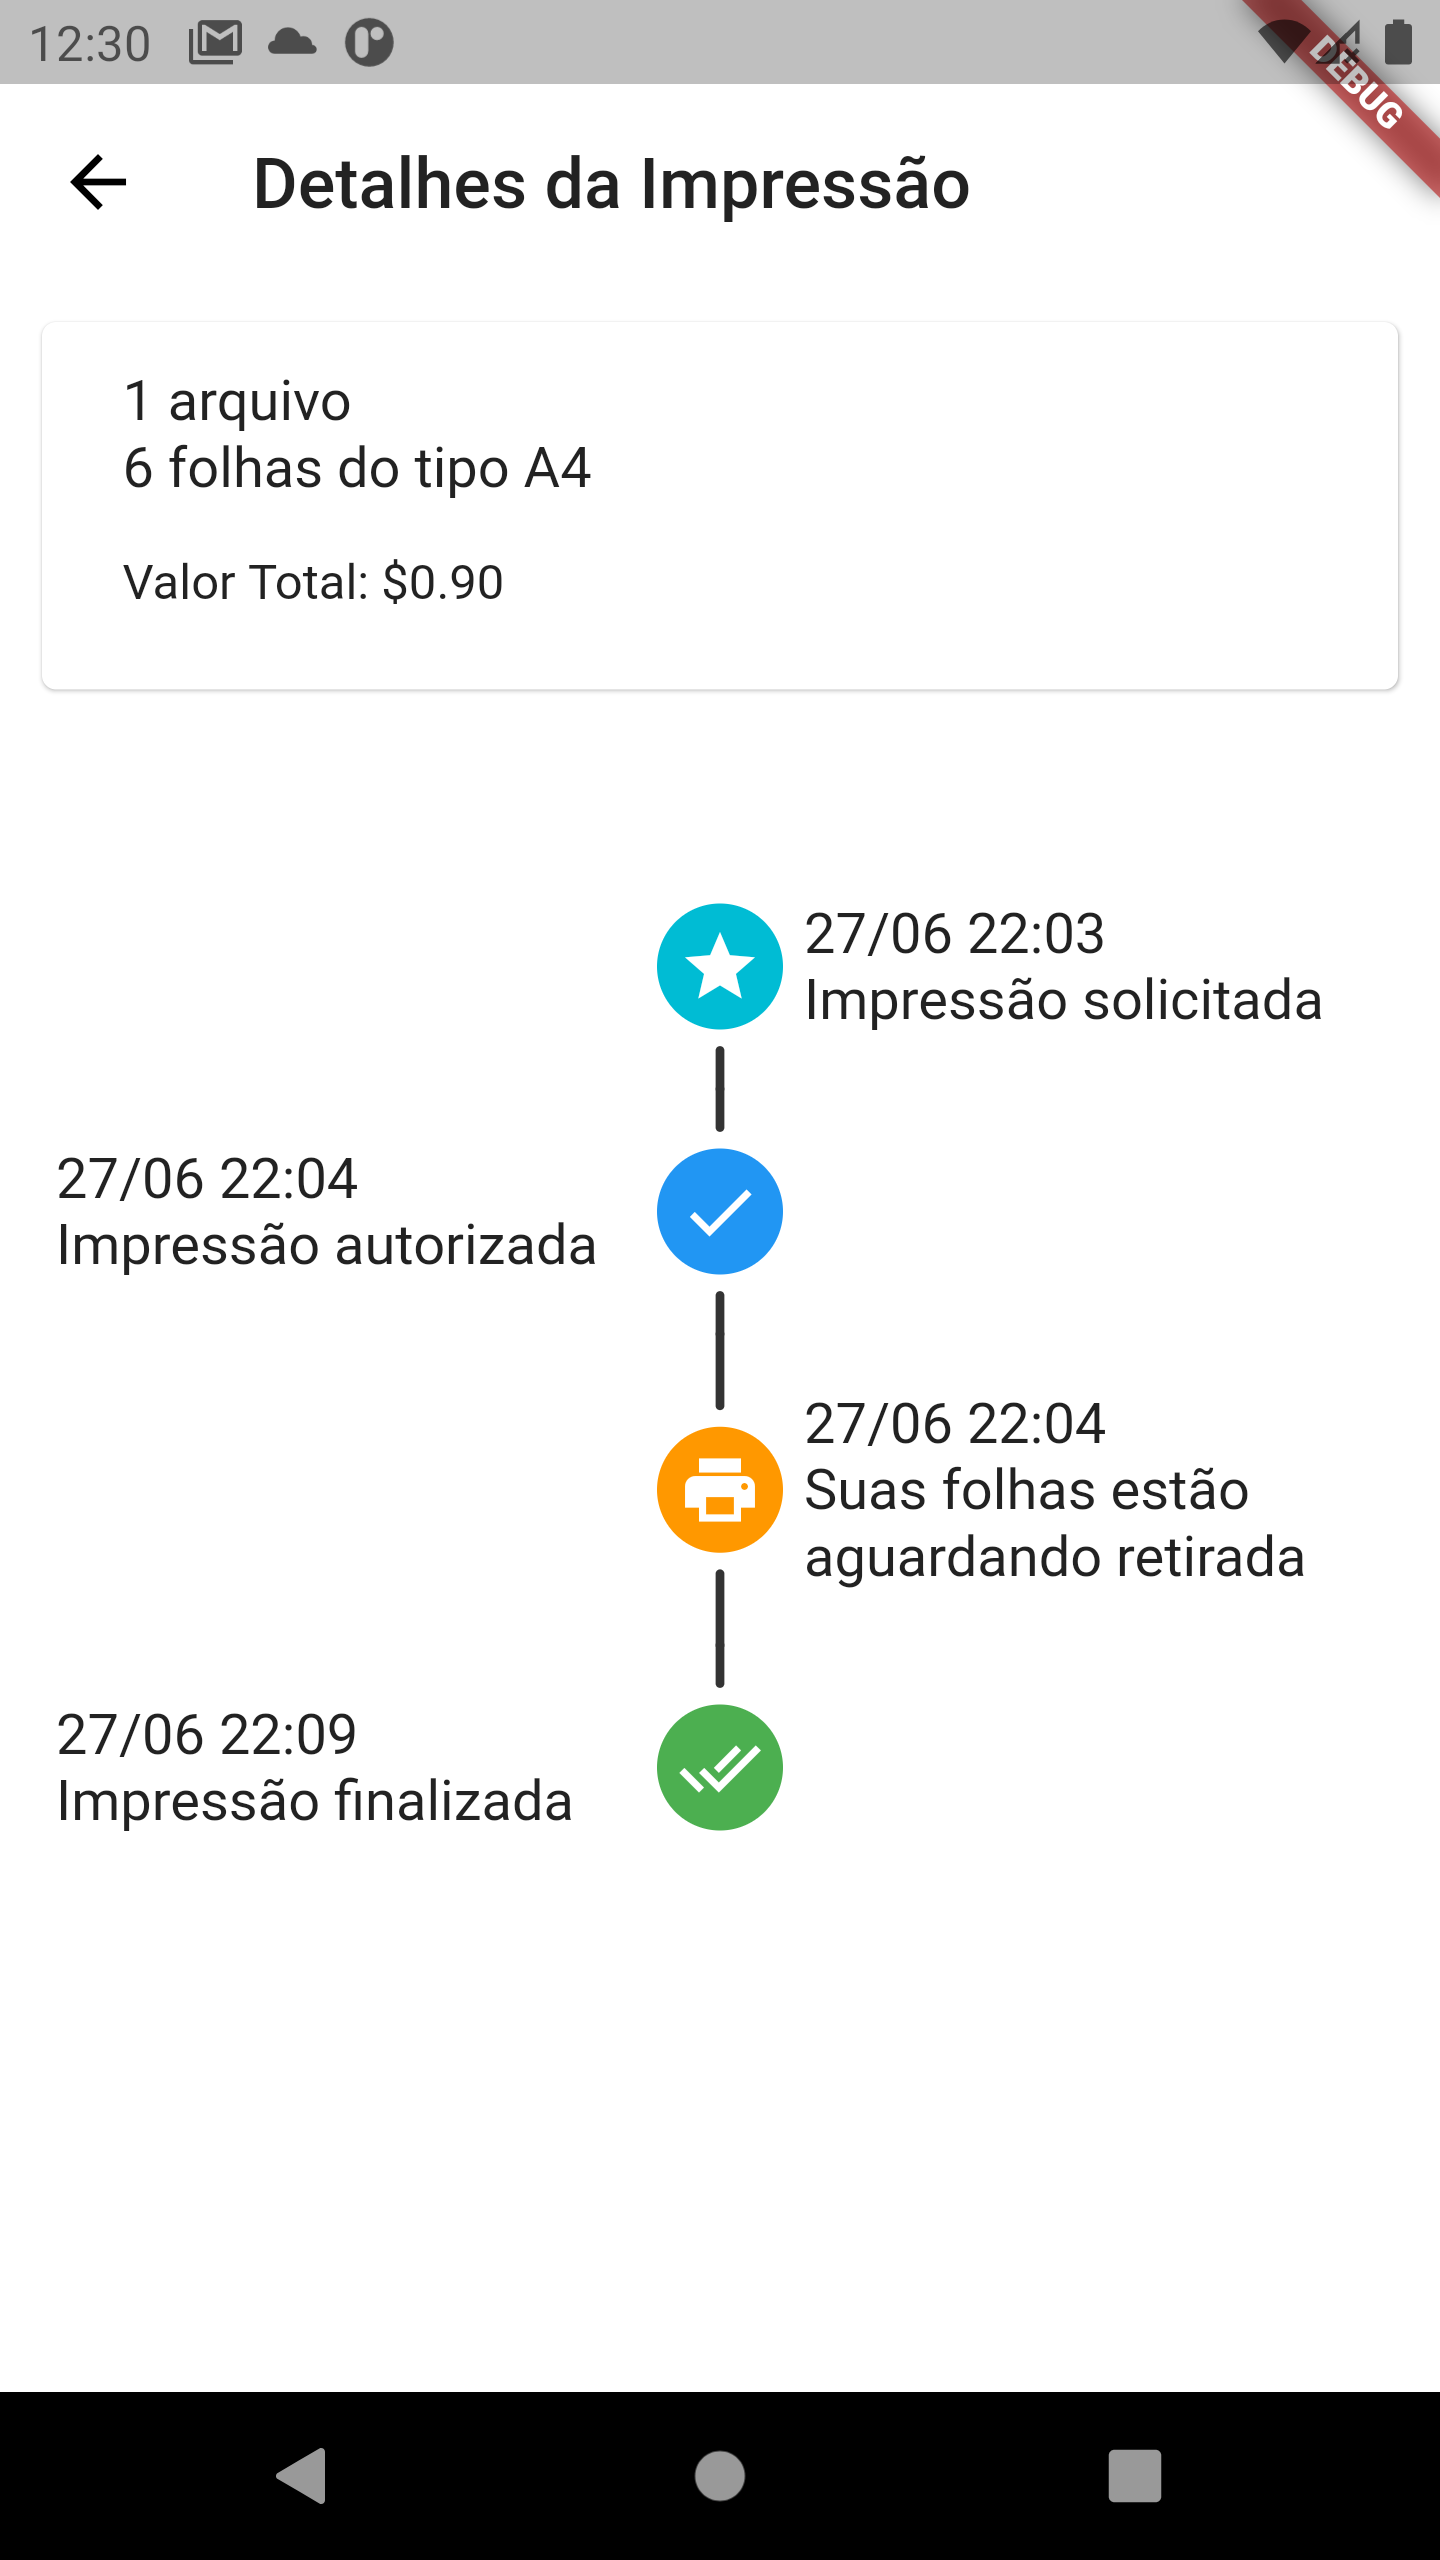 12:30
DEBUG
Detalhes da Impressão
1 arquivo
6 folhas do tipo A4
Valor Total: $0.90
27/06 22:03
Impressão solicitada
27/06 22:04
Impressão autorizada
27/06 22:04
Suas folhas estão
aguardando retirada
27/06 22:09
Impressão finalizada